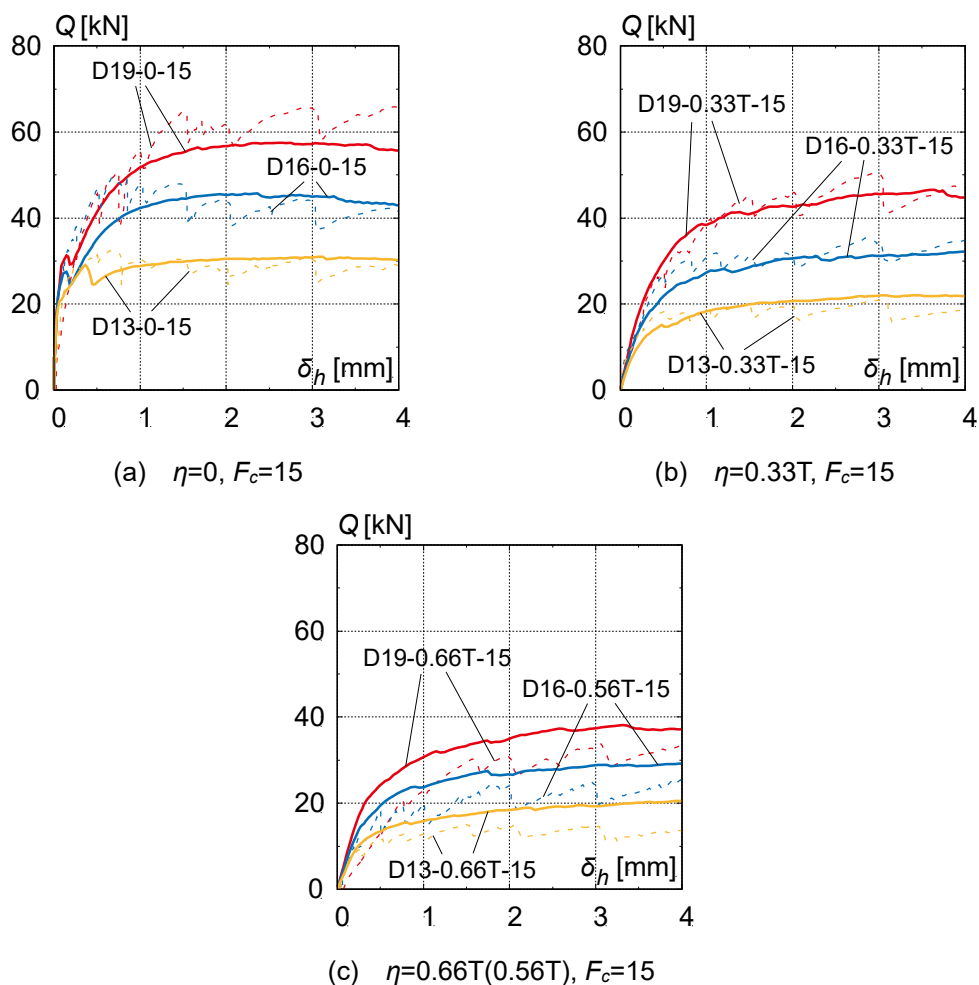 Q [kN]
80
60
40
20
0
D19-0-15
D16-0-15
D13-0-15
δh [mm]
0 1 2 3 4
(a) η=0, Fc=15
Q [kN]
80
60
40
20
0
D19-0.33T-15
D16-0.33T-15
D13-0.33T-15
δh [mm]
0 1 2 3 4
(b) η=0.33T, Fc=15
Q [kN]
80
60
40
20
0
D19-0.66T-15
D16-0.56T-15
D13-0.66T-15
δh [mm]
0 1 2 3 4
(c) η=0.66T(0.56T), Fc=15